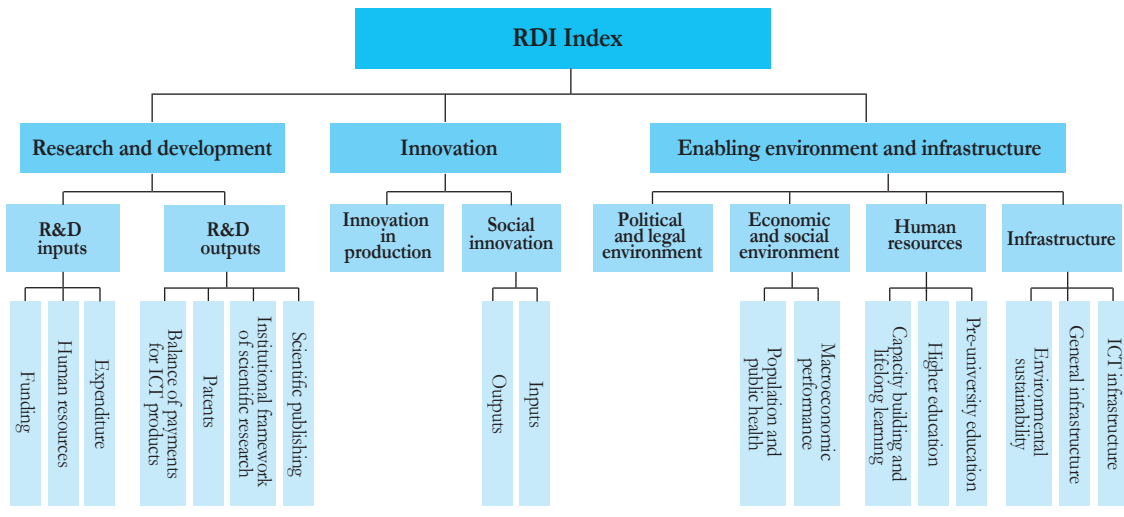 RDI Index
Research and development
Innovation
Enabling environment and infrastructure
R&D
inputs
R&D
outputs
Innovation
in
production
Social
innovation
Political
and legal
environment
Economic
and social
environment
Human
resources
Infrastructure
Funding
Human resources
Expenditure
Balance of payments
for ICT products
Patents
Institutional framework
of scientific research
Scientific publishing
Outputs
Inputs
Population and
public health
Macroeconomic
performance
Capacity building and
lifelong learning
Higher education
Pre-university education
Environmental
sustainability
General infrastructure
ICT infrastructure